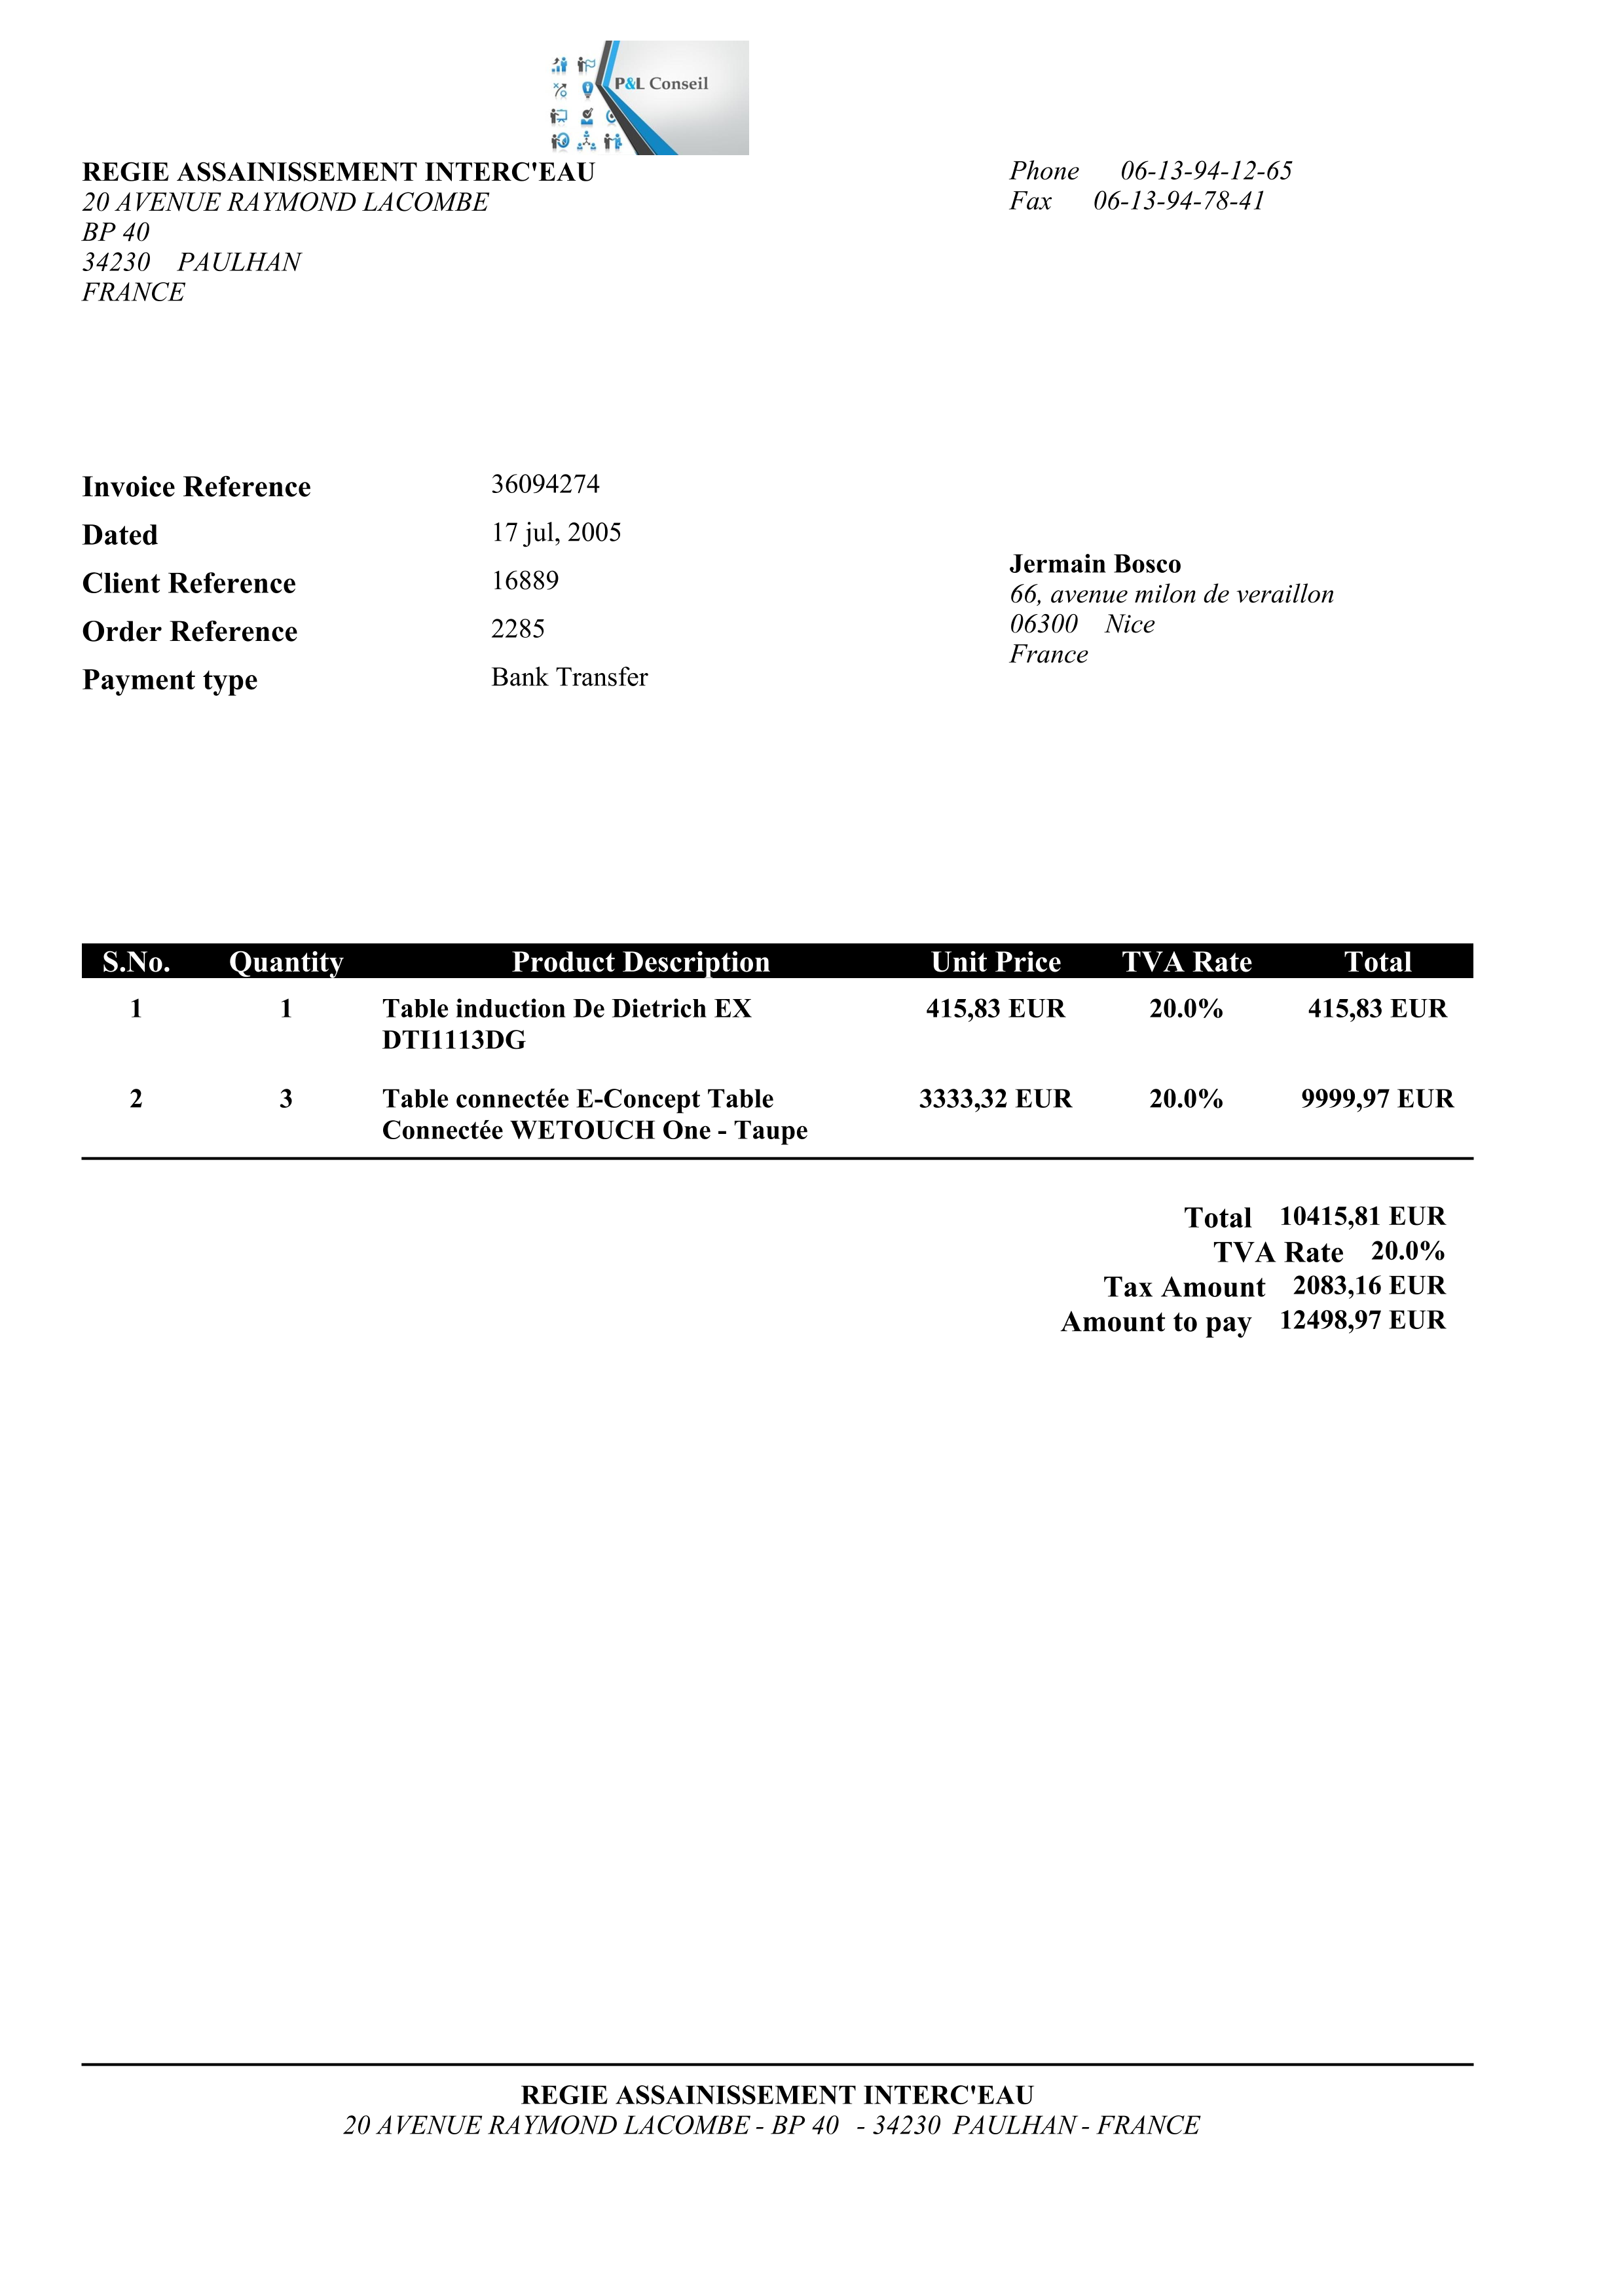 P&L Conseil
REGIE ASSAINISSEMENT INTERC'EAU
20 AVENUE RAYMOND LACOMBE
BP 40
34230 PAULHAN
FRANCE
Phone 06-13-94-12-65
Fax 06-13-94-78-41
Invoice Reference 36094274
Dated 17 jul, 2005
Client Reference 16889
Order Reference 2285
Payment type Bank Transfer
Jermain Bosco
66, avenue milon de veraillon
06300 Nice
France
S.No. Quantity Product Description Unit Price TVA Rate Total
1 1 Table induction De Dietrich EX 415,83 EUR 20.0% 415,83 EUR
DTI1113DG
2 3 Table connectée E-Concept Table 3333,32 EUR 20.0% 9999,97 EUR
Connectée WETOUCH One - Taupe
Total 10415,81 EUR
TVA Rate 20.0%
Tax Amount 2083,16 EUR
Amount to pay 12498,97 EUR
REGIE ASSAINISSEMENT INTERC'EAU
20 AVENUE RAYMOND LACOMBE - BP 40 - 34230 PAULHAN - FRANCE